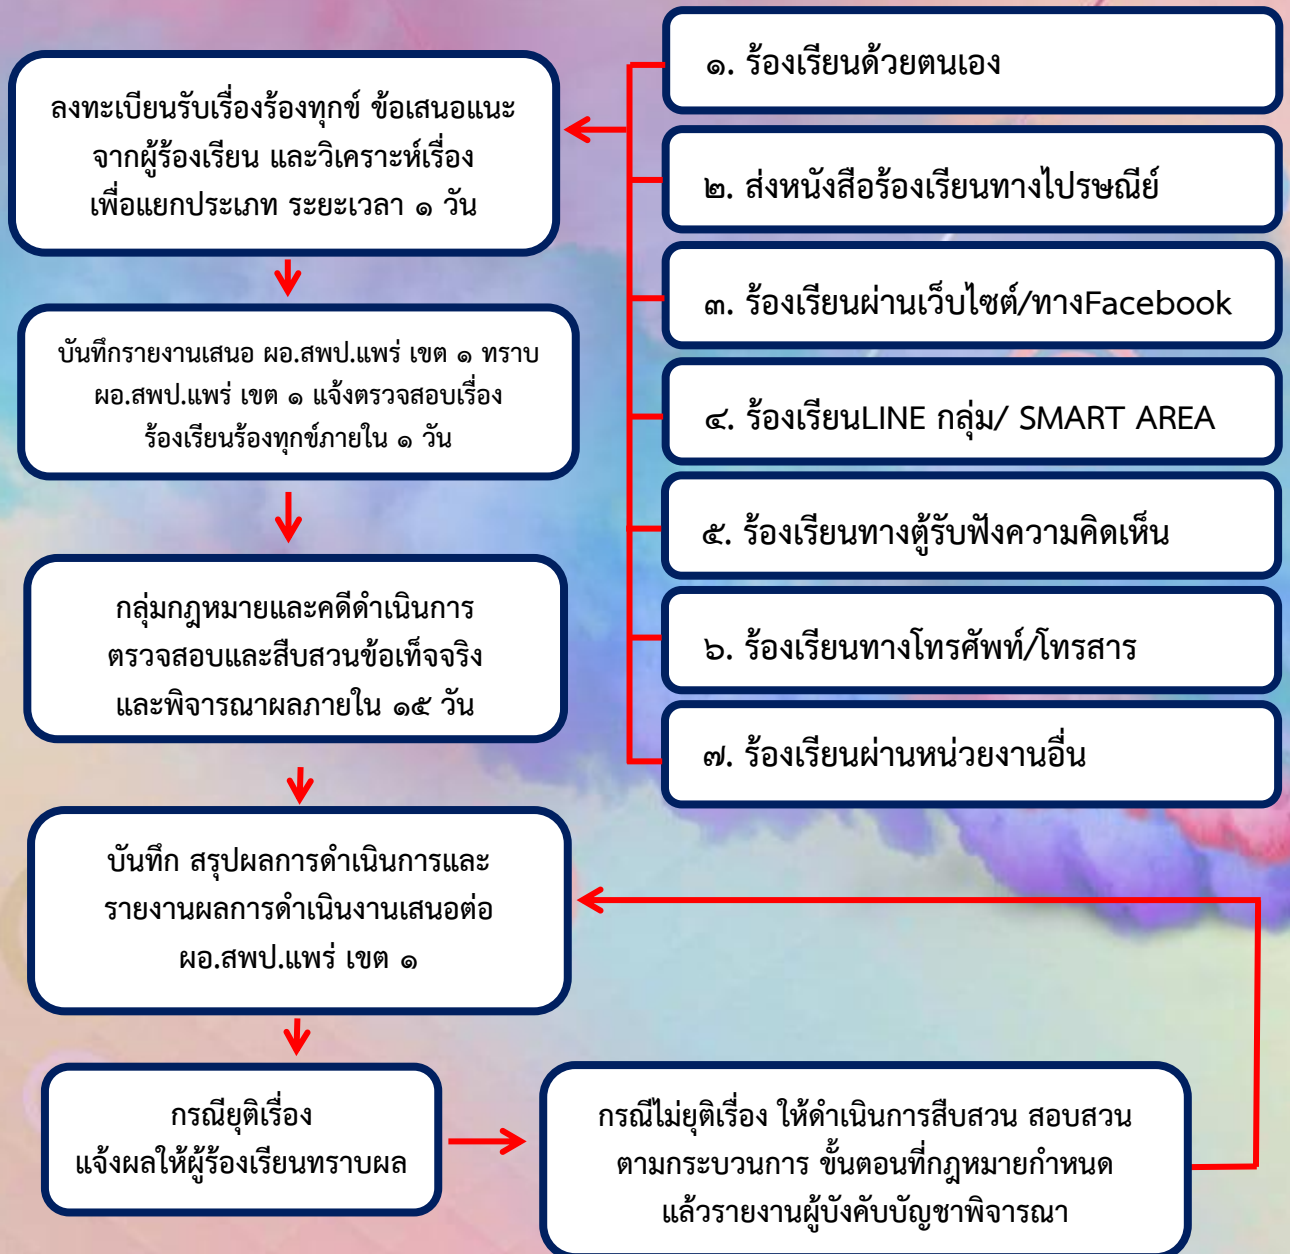 ๑. ร้องเรียนด้วยตนเอง
๒. ส่งหนังสือร้องเรียนทางไปรษณีย์
๓. ร้องเรียนผ่านเว็บไซต์/ทางFacebook
๔. ร้องเรียนLINE กลุ่ม/ SMART AREA
๕. ร้องเรียนทางตู้รับฟังความคิดเห็น
๖. ร้องเรียนทางโทรศัพท์/โทรสาร
๗. ร้องเรียนผ่านหน่วยงานอื่น
ลงทะเบียนรับเรื่องร้องทุกข์ ข้อเสนอแนะ
จากผู้ร้องเรียน และวิเคราะห์เรื่อง
เพื่อแยกประเภท ระยะเวลา ๑ วัน
บันทึกรายงานเสนอ ผอ.สพป.แพร่ เขต ๑ ทราบ
ผอ.สพป.แพร่ เขต ๑ แจ้งตรวจสอบเรื่อง
ร้องเรียนร้องทุกข์ภายใน ๑ วัน
กลุ่มกฎหมายและคดีดำเนินการ
ตรวจสอบและสืบสวนข้อเท็จจริง
และพิจารณาผลภายใน ๑๕ วัน
บันทึก สรุปผลการดำเนินการและ
รายงานผลการดำเนินงานเสนอต่อ
ผอ.สพป.แพร่ เขต ๑
กรณียุติเรื่อง
แจ้งผลให้ผู้ร้องเรียนทราบผล
กรณีไม่ยุติเรื่อง ให้ดำเนินการสืบสวน สอบสวน
ตามกระบวนการ ขั้นตอนที่กฎหมายกำหนด
แล้วรายงานผู้บังคับบัญชาพิจารณา